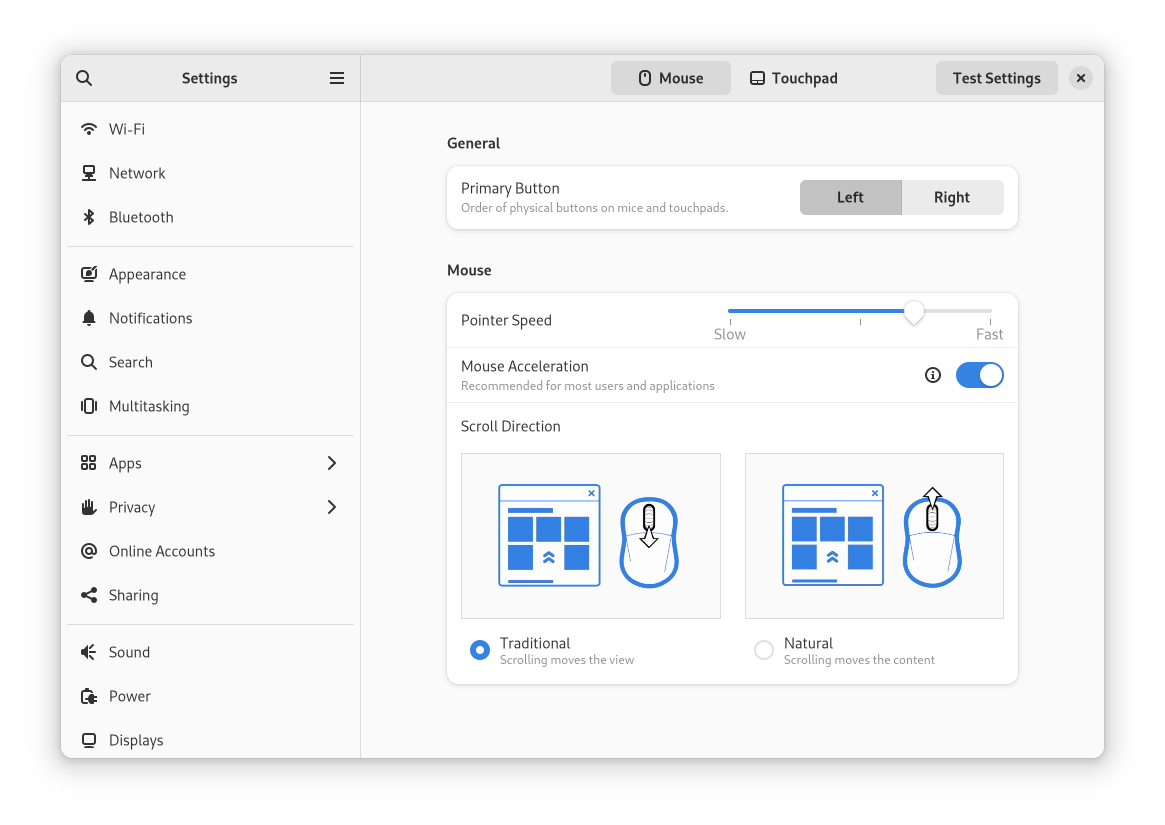 Settings
Mouse
Touchpad
Test Settings
Wi-Fi
Network
Bluetooth
Appearance
Notifications
Search
Multitasking
Apps
Privacy
Online Accounts
Sharing
Sound
Power
Displays
General
Primary Button
Order of physical buttons on mice and touchpads.
Left
Right
Mouse
Pointer Speed
Slow
Fast
Mouse Acceleration
Recommended for most users and applications
Scroll Direction
Traditional
Scrolling moves the view
Natural
Scrolling moves the content